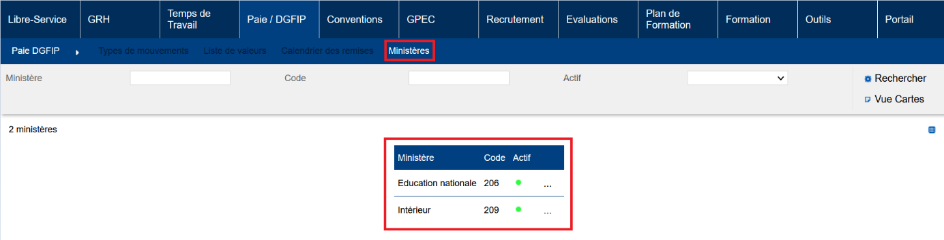 Libre-Service GRH Temps de Travail Paie / DGFIP Conventions GPEC Recrutement Evaluations Plan de Formation Formation Outils Portail
Paie DGFIP Types de mouvements Liste de valeurs Calendrier des remises Ministères
Ministère Code Actif Rechercher
Vue Cartes
2 ministères
Ministère Code Actif
Education nationale 206 ...
Intérieur 209 ...